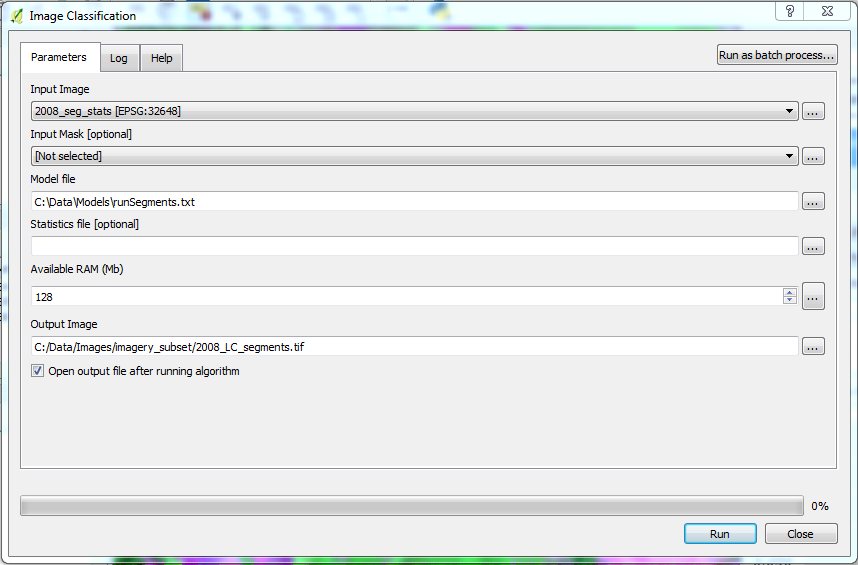 Image Classification
?
Parameters
Log
Help
Run as batch process...
Input Image
2008_seg_stats [EPSG:32648]
...
Input Mask [optional]
[Not selected]
...
Model file
C:\Data\Models\runSegments.txt
...
Statistics file [optional]
...
Available RAM (Mb)
128
...
Output Image
C:/Data/Images/imagery_subset/2008_LC_segments.tif
...
Open output file after running algorithm
0%
Run
Close